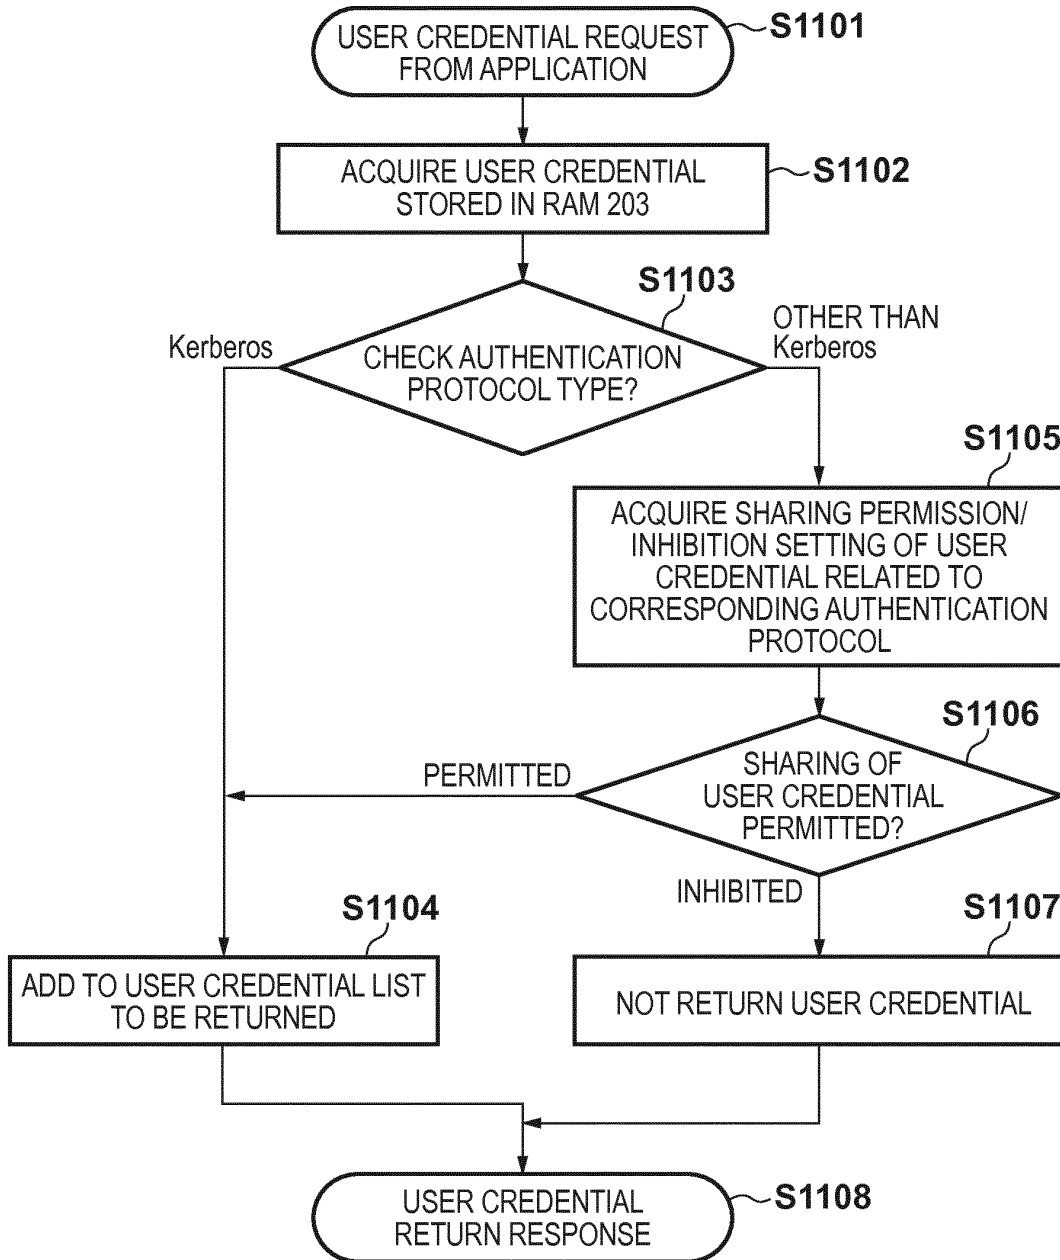 USER CREDENTIAL REQUEST
FROM APPLICATION
S1101
ACQUIRE USER CREDENTIAL
STORED IN RAM 203
S1102
S1103
CHECK AUTHENTICATION
PROTOCOL TYPE?
Kerberos
OTHER THAN
Kerberos
S1105
ACQUIRE SHARING PERMISSION/
INHIBITION SETTING OF USER
CREDENTIAL RELATED TO
CORRESPONDING AUTHENTICATION
PROTOCOL
S1106
SHARING OF
USER CREDENTIAL
PERMITTED?
PERMITTED
INHIBITED
S1104
ADD TO USER CREDENTIAL LIST
TO BE RETURNED
S1107
NOT RETURN USER CREDENTIAL
USER CREDENTIAL
RETURN RESPONSE
S1108